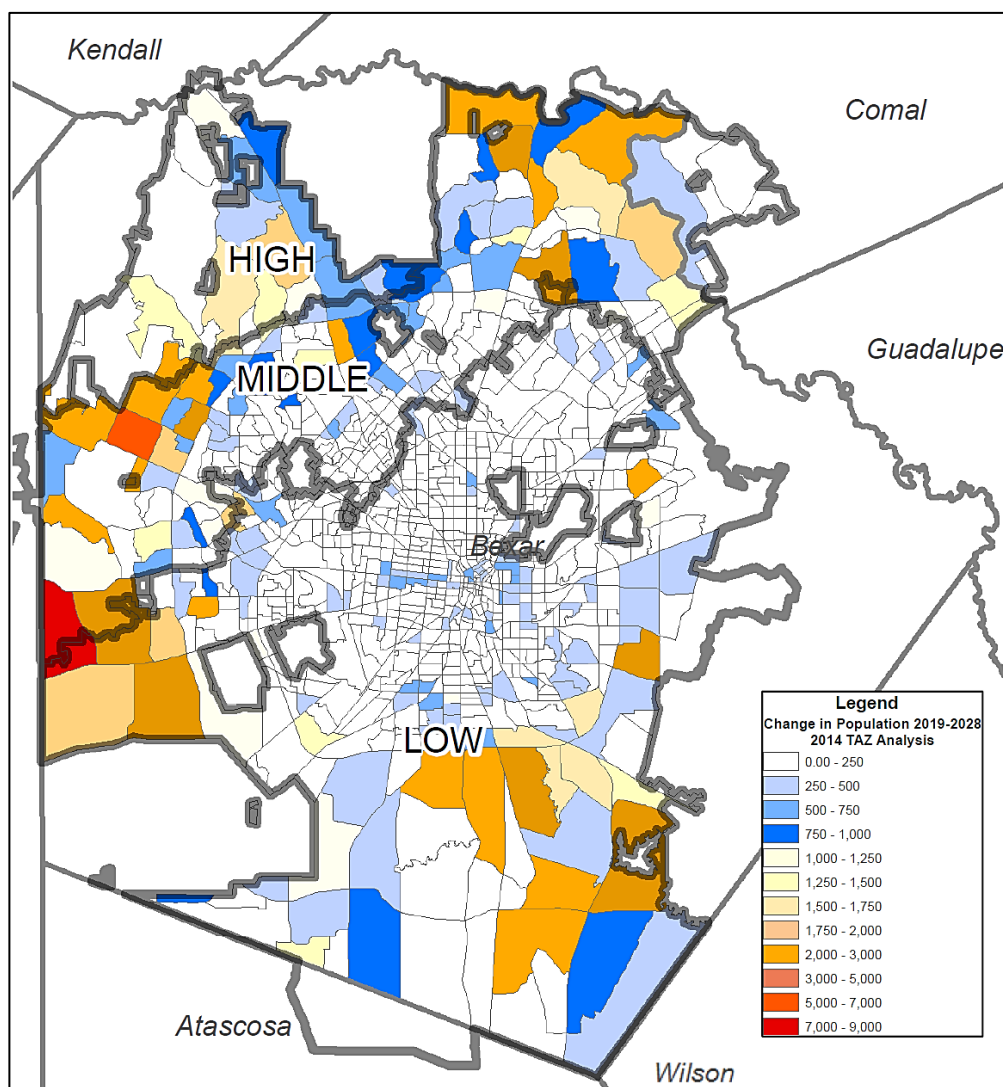 Kendall
Comal
HIGH
Guadalupe
MIDDLE
Bexar
LOW
Legend
Change in Population 2019-2028
2014 TAZ Analysis
0.00 - 250
250 - 500
500 - 750
750 - 1,000
1,000 - 1,250
1,250 - 1,500
1,500 - 1,750
1,750 - 2,000
2,000 - 3,000
3,000 - 5,000
5,000 - 7,000
7,000 - 9,000
Atascosa
Wilson